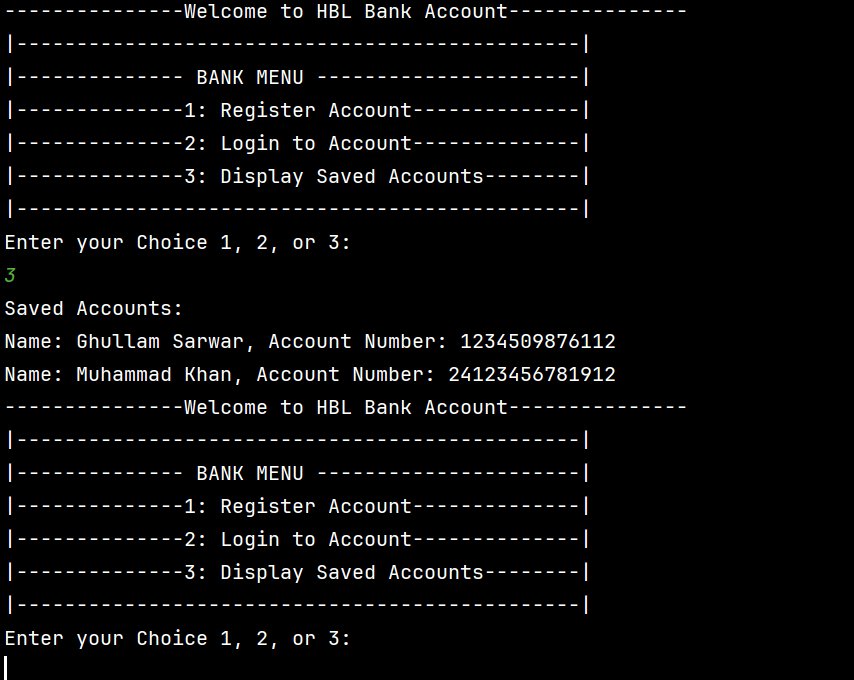 ---------------Welcome to HBL Bank Account---------------
|-----------------------------------------------|
|-------------- BANK MENU ----------------------|
|--------------1: Register Account--------------|
|--------------2: Login to Account--------------|
|--------------3: Display Saved Accounts--------|
|-----------------------------------------------|
Enter your Choice 1, 2, or 3:
3
Saved Accounts:
Name: Ghullam Sarwar, Account Number: 1234509876112
Name: Muhammad Khan, Account Number: 24123456781912
---------------Welcome to HBL Bank Account---------------
|-----------------------------------------------|
|-------------- BANK MENU ----------------------|
|--------------1: Register Account--------------|
|--------------2: Login to Account--------------|
|--------------3: Display Saved Accounts--------|
|-----------------------------------------------|
Enter your Choice 1, 2, or 3: